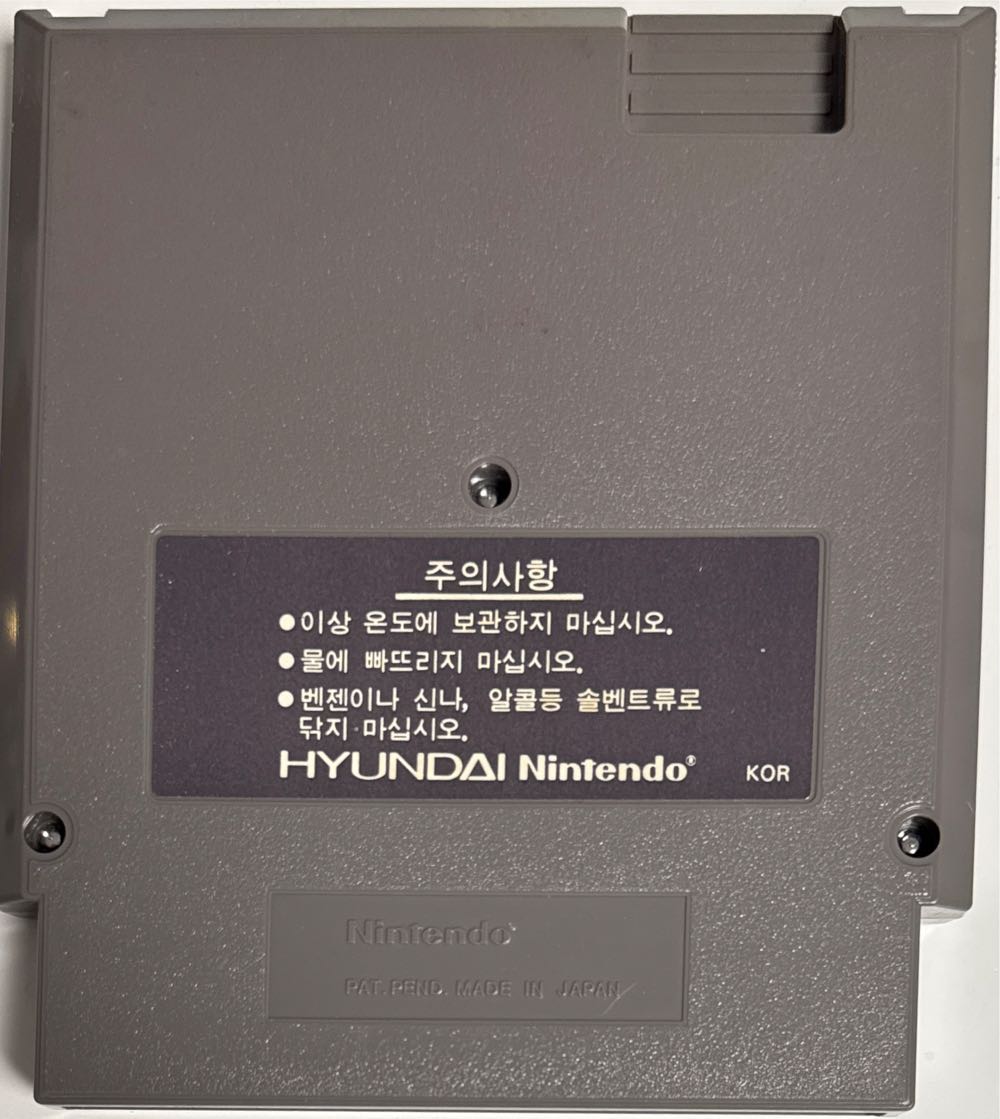 주의사항
●이상 온도에 보관하지 마십시오.
●물에 빠뜨리지 마십시오.
●벤젠이나 신나, 알콜등 솔벤트류로
닦지 마십시오.
HYUNDAI Nintendo®
KOR
Nintendo
PAT. PEND. MADE IN JAPAN